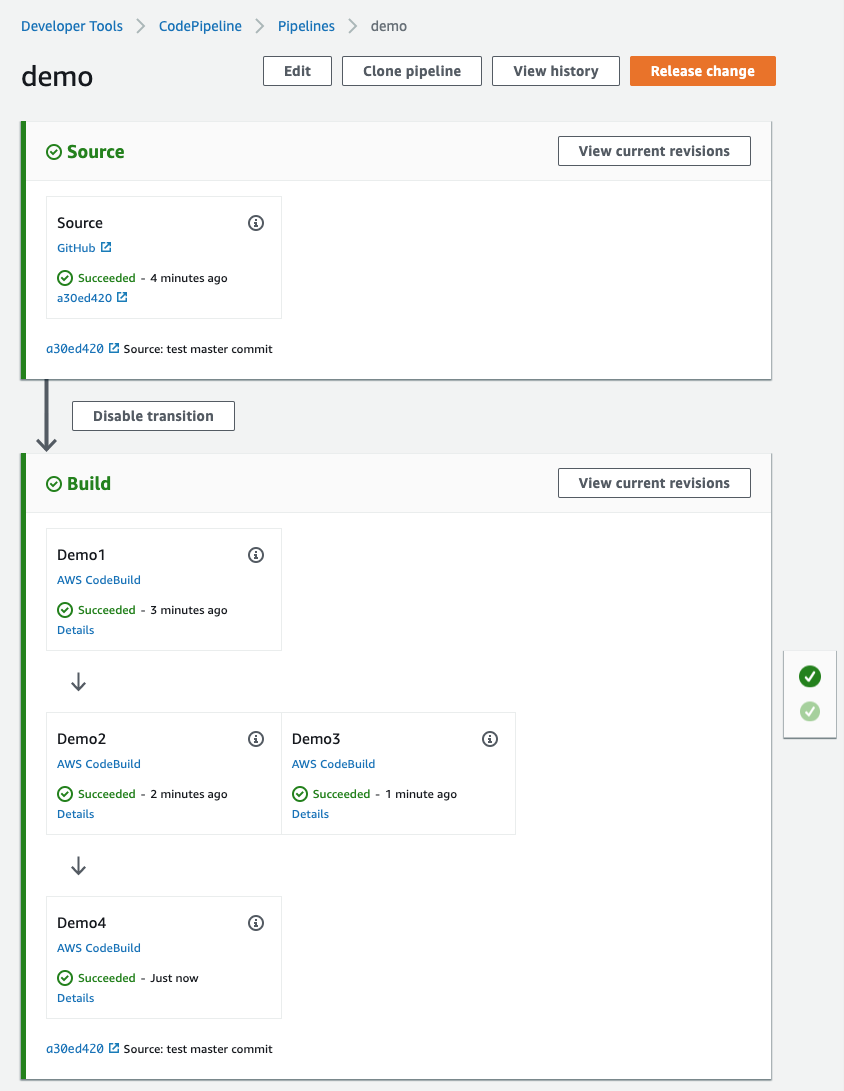 Developer Tools > CodePipeline > Pipelines > demo
demo
Edit
Clone pipeline
View history
Release change
Source
View current revisions
Source
GitHub
Succeeded - 4 minutes ago
a30ed420
a30ed420 Source: test master commit
Disable transition
Build
View current revisions
Demo1
AWS CodeBuild
Succeeded - 3 minutes ago
Details
Demo2
AWS CodeBuild
Succeeded - 2 minutes ago
Details
Demo3
AWS CodeBuild
Succeeded - 1 minute ago
Details
Demo4
AWS CodeBuild
Succeeded - Just now
Details
a30ed420 Source: test master commit